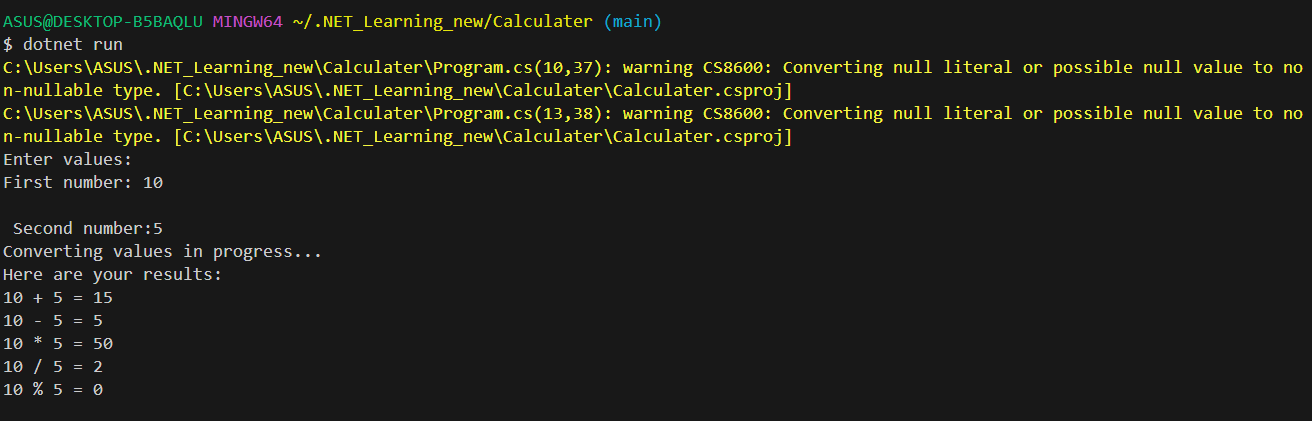 ASUS@DESKTOP-B5BAQLU MINGW64 ~/.NET_Learning_new/Calculater (main)
$ dotnet run
C:\Users\ASUS\.NET_Learning_new\Calculater\Program.cs(10,37): warning CS8600: Converting null literal or possible null value to no
n-nullable type. [C:\Users\ASUS\.NET_Learning_new\Calculater\Calculater.csproj]
C:\Users\ASUS\.NET_Learning_new\Calculater\Program.cs(13,38): warning CS8600: Converting null literal or possible null value to no
n-nullable type. [C:\Users\ASUS\.NET_Learning_new\Calculater\Calculater.csproj]
Enter values:
First number: 10
Second number:5
Converting values in progress...
Here are your results:
10 + 5 = 15
10 - 5 = 5
10 * 5 = 50
10 / 5 = 2
10 % 5 = 0